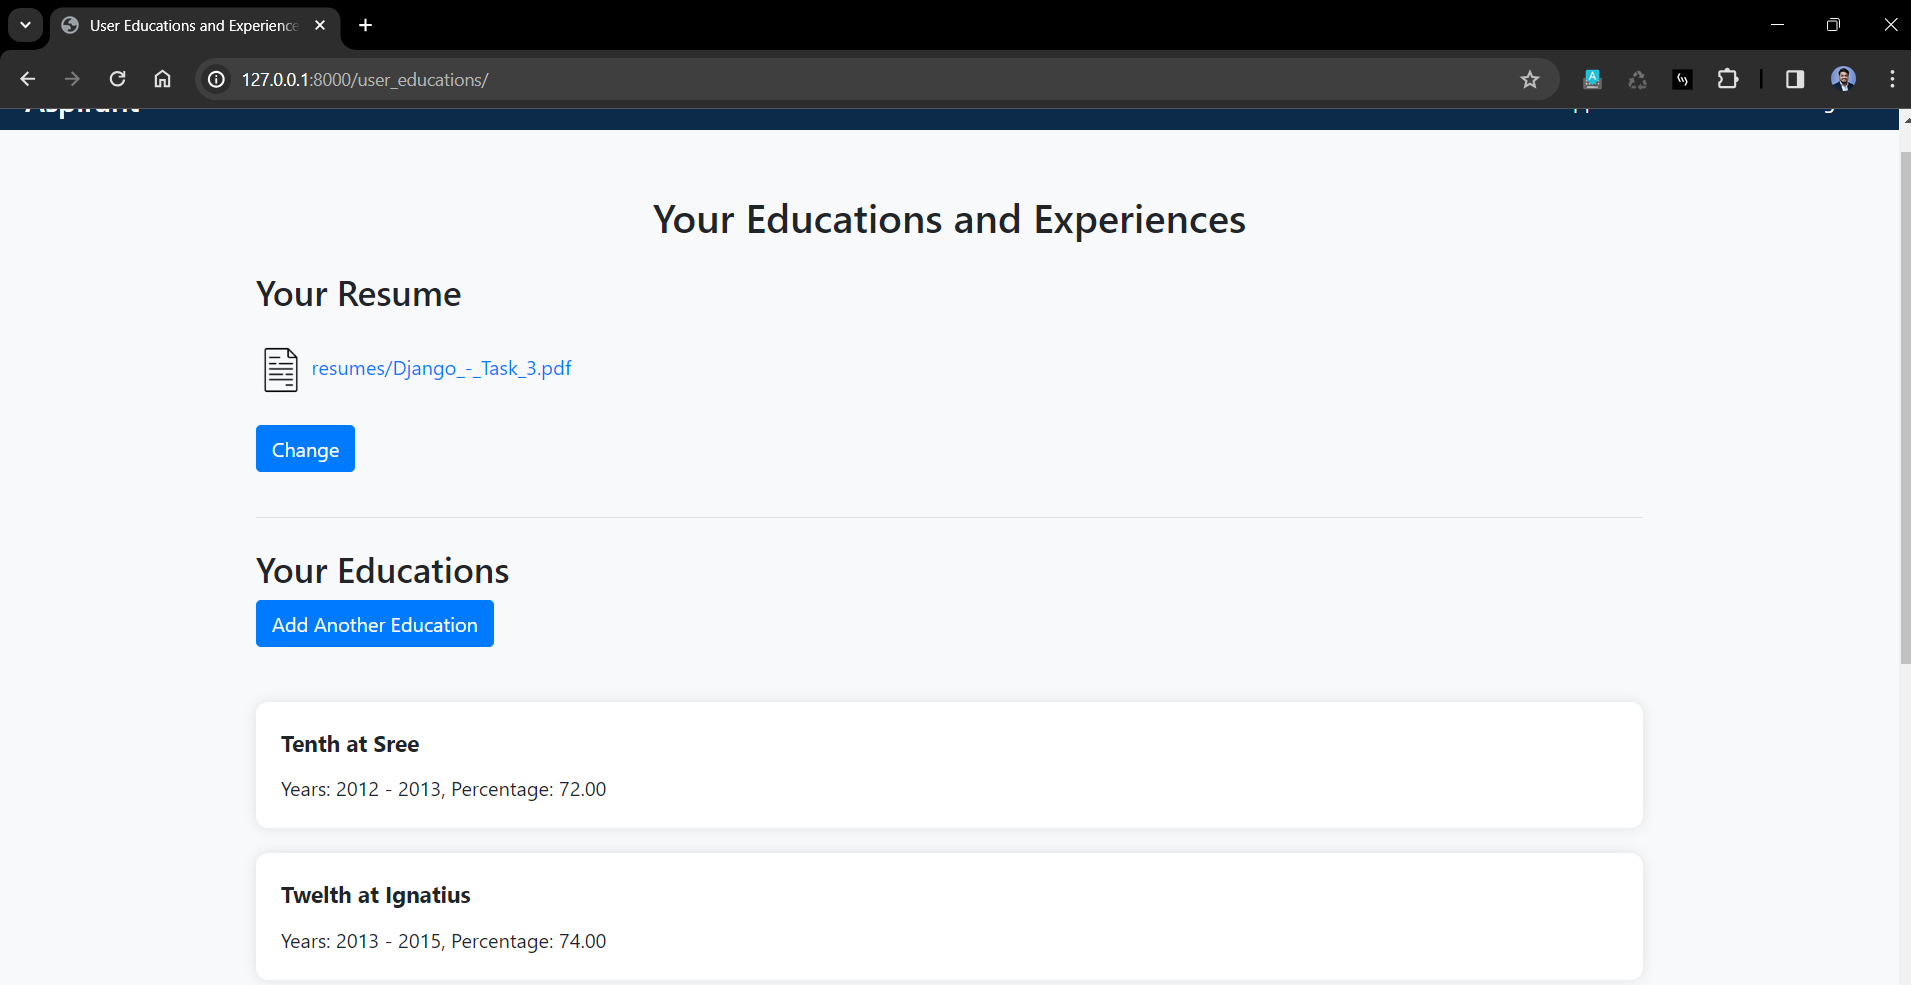 User Educations and Experience
127.0.0.1:8000/user_educations/
Aspirant
Your Educations and Experiences
Your Resume
resumes/Django_-_Task_3.pdf
Change
Your Educations
Add Another Education
Tenth at Sree
Years: 2012 - 2013, Percentage: 72.00
Twelth at Ignatius
Years: 2013 - 2015, Percentage: 74.00